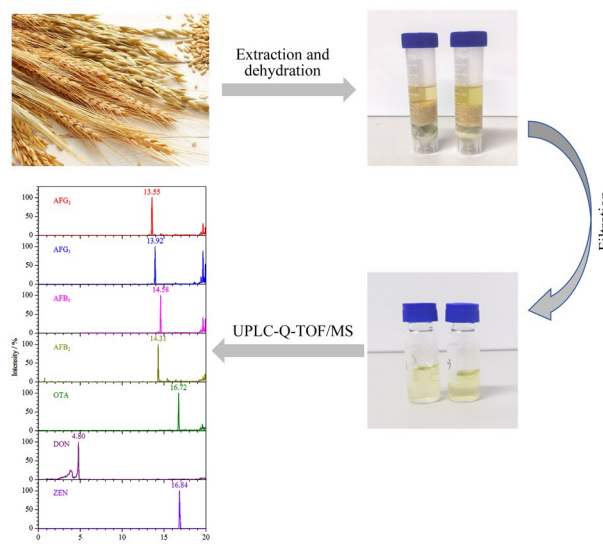 Extraction and
dehydration
Filtration
UPLC-Q-TOF/MS
Intensity / %
100
50
0
AFG₂
13.55
100
50
0
AFG₁
13.92
100
50
0
AFB₁
14.58
100
50
0
AFB₂
14.31
100
50
0
OTA
16.72
100
50
0
DON
4.80
100
50
0
ZEN
16.84
0 5 10 15 20